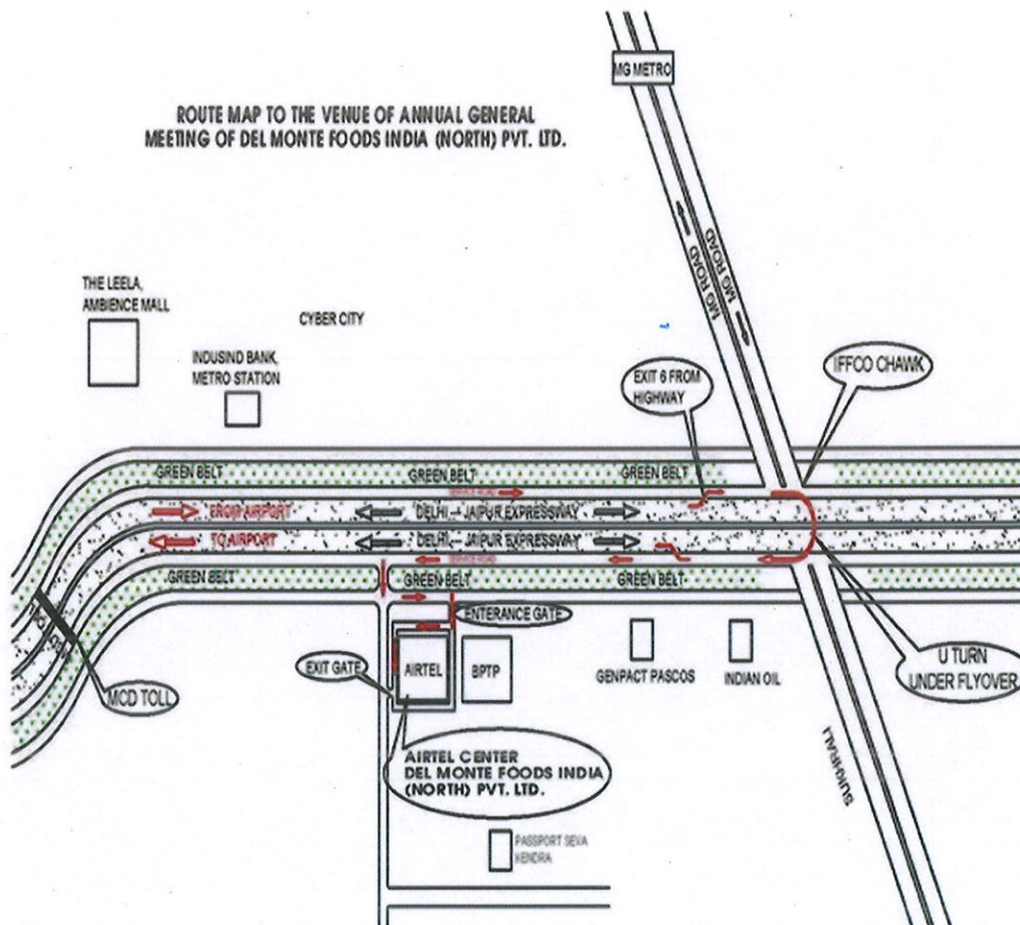 MG METRO
ROUTE MAP TO THE VENUE OF ANNUAL GENERAL
MEETING OF DEL MONTE FOODS INDIA (NORTH) PVT. LTD.
MG ROAD
MG ROAD
THE LEELA,
AMBIENCE MALL
CYBER CITY
INDUSIND BANK
METRO STATION
EXIT 6 FROM
HIGHWAY
IFFCO CHAWK
GREEN BELT
GREEN BELT
GREEN BELT
SERVICE ROAD
FROM AIRPORT
DELHI - JAIPUR EXPRESSWAY
TO AIRPORT
DELHI - JAIPUR EXPRESSWAY
SERVICE ROAD
GREEN BELT
GREEN BELT
GREEN BELT
ENTERANCE GATE
EXIT GATE
AIRTEL
BPTP
GENPACT PASCOS
INDIAN OIL
U TURN
UNDER FLYOVER
MCD TOLL
AIRTEL CENTER
DEL MONTE FOODS INDIA
(NORTH) PVT. LTD.
SUKHRALI
PASSPORT SEVA
KENDRA